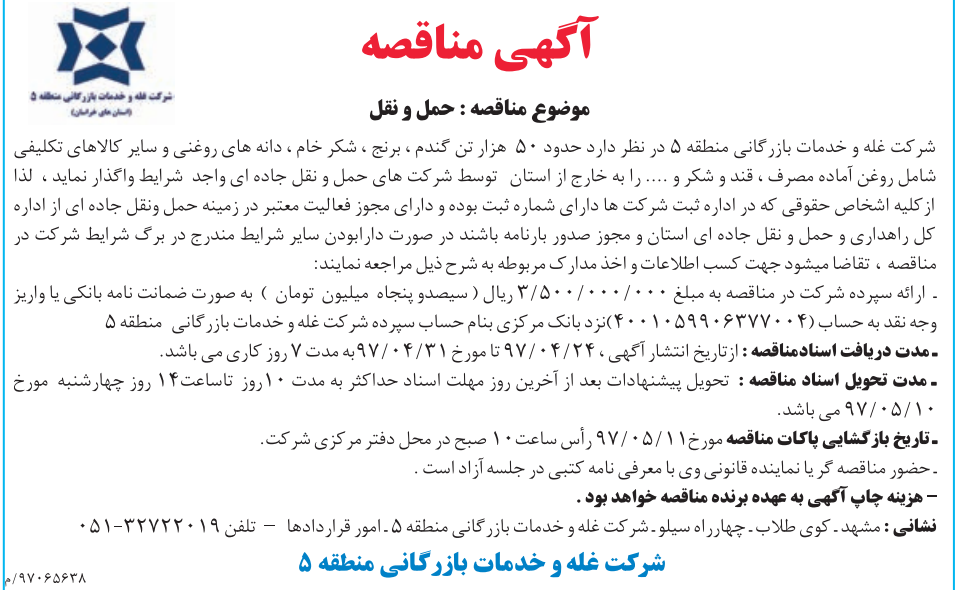 شرکت غله و خدمات بازرگانی منطقه ۵
(استان های خراسان)
آگهی مناقصه
موضوع مناقصه : حمل و نقل
شرکت غله و خدمات بازرگانی منطقه ۵ در نظر دارد حدود ۵۰ هزار تن گندم ، برنج ، شکر خام ، دانه های روغنی و سایر کالاهای تکلیفی
شامل روغن آماده مصرف ، قند و شکر و .... را به خارج از استان توسط شرکت های حمل و نقل جاده ای واجد شرایط واگذار نماید ، لذا
از کلیه اشخاص حقوقی که در اداره ثبت شرکت ها دارای شماره ثبت بوده و دارای مجوز فعالیت معتبر در زمینه حمل ونقل جاده ای از اداره
کل راهداری و حمل و نقل جاده ای استان و مجوز صدور بارنامه باشند در صورت دارابودن سایر شرایط مندرج در برگ شرایط شرکت در
مناقصه ، تقاضا میشود جهت کسب اطلاعات و اخذ مدارک مربوطه به شرح ذیل مراجعه نمایند:
ـ ارائه سپرده شرکت در مناقصه به مبلغ ۳/۵۰۰/۰۰۰/۰۰۰ ریال ( سیصدو پنجاه میلیون تومان ) به صورت ضمانت نامه بانکی یا واریز
وجه نقد به حساب (۴۰۰۱۰۵۹۹۰۶۳۷۷۰۰۴)نزد بانک مرکزی بنام حساب سپرده شرکت غله و خدمات بازرگانی منطقه ۵
ـ مدت دریافت اسنادمناقصه : ازتاریخ انتشار آگهی ، ۹۷/۰۴/۲۴ تا مورخ ۹۷/۰۴/۳۱به مدت ۷ روز کاری می باشد.
ـ مدت تحویل اسناد مناقصه : تحویل پیشنهادات بعد از آخرین روز مهلت اسناد حداکثر به مدت ۱۰روز تاساعت۱۴ روز چهارشنبه مورخ
۹۷/۰۵/۱۰ می باشد.
ـ تاریخ بازگشایی پاکات مناقصه مورخ۹۷/۰۵/۱۱ رأس ساعت۱۰ صبح در محل دفتر مرکزی شرکت.
ـ حضور مناقصه گر یا نماینده قانونی وی با معرفی نامه کتبی در جلسه آزاد است .
– هزینه چاپ آگهی به عهده برنده مناقصه خواهد بود .
نشانی : مشهد ـ کوی طلاب ـ چهارراه سیلو ـ شرکت غله و خدمات بازرگانی منطقه ۵ ـ امور قراردادها – تلفن ۳۲۷۲۲۰۱۹-۰۵۱
شرکت غله و خدمات بازرگانی منطقه ۵
۹۷۰۶۵۶۳۸/م